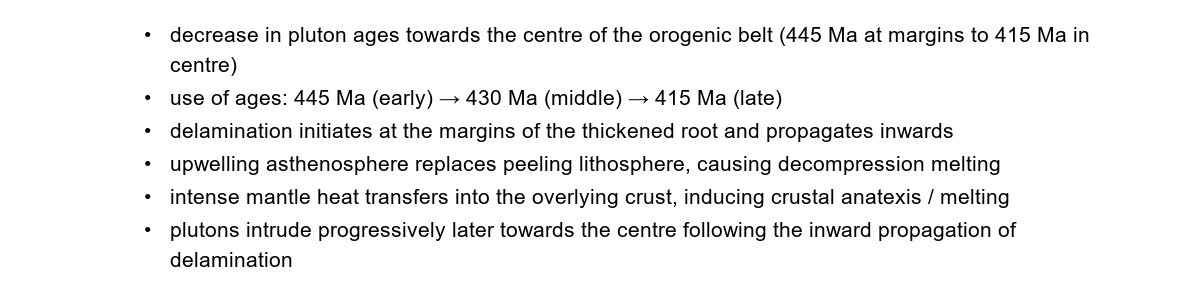 • decrease in pluton ages towards the centre of the orogenic belt (445 Ma at margins to 415 Ma in
centre)
• use of ages: 445 Ma (early) → 430 Ma (middle) → 415 Ma (late)
• delamination initiates at the margins of the thickened root and propagates inwards
• upwelling asthenosphere replaces peeling lithosphere, causing decompression melting
• intense mantle heat transfers into the overlying crust, inducing crustal anatexis / melting
• plutons intrude progressively later towards the centre following the inward propagation of
delamination